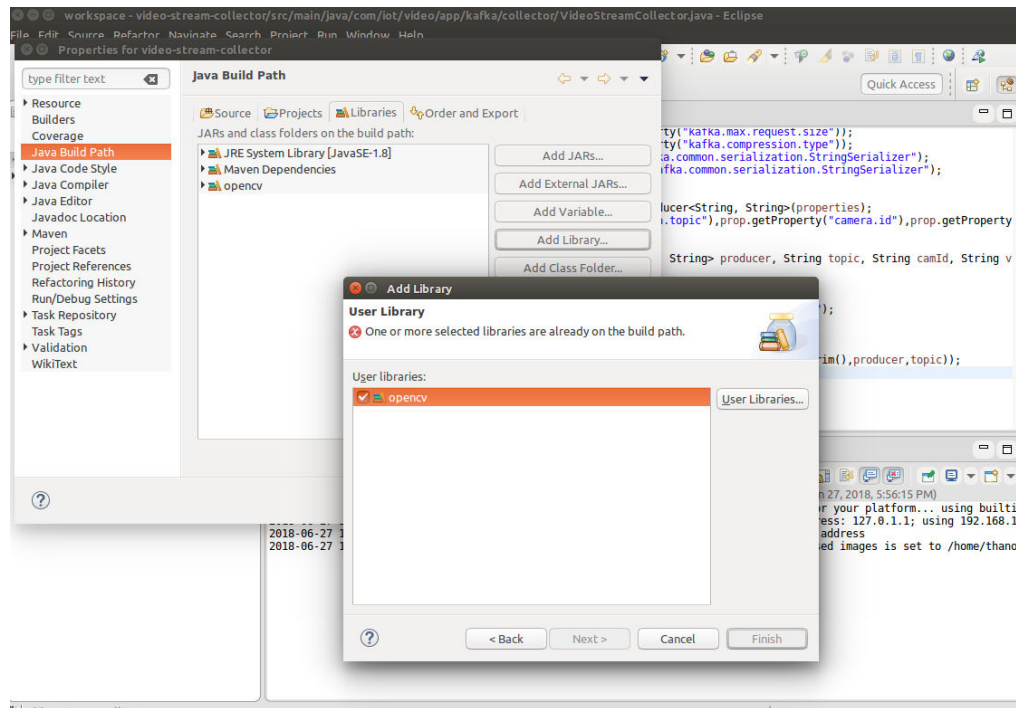 workspace - video-stream-collector/src/main/java/com/iot/video/app/kafka/collector/VideoStreamCollector.java - Eclipse
File Edit Source Refactor Navigate Search Project Run Window Help
Properties for video-stream-collector
type filter text
Resource
Builders
Coverage
Java Build Path
Java Code Style
Java Compiler
Java Editor
Javadoc Location
Maven
Project Facets
Project References
Refactoring History
Run/Debug Settings
Task Repository
Task Tags
Validation
WikiText
Java Build Path
Source Projects Libraries Order and Export
JARs and class folders on the build path:
JRE System Library [JavaSE-1.8]
Maven Dependencies
opencv
Add JARs...
Add External JARs...
Add Variable...
Add Library...
Add Class Folder...
Quick Access
ty("kafka.max.request.size"));
rty("kafka.compression.type"));
ka.common.serialization.StringSerializer");
fka.common.serialization.StringSerializer");
ucer<String, String>(properties);
.topic"),prop.getProperty("camera.id"),prop.getProperty
String> producer, String topic, String camId, String v
");
rim(),producer,topic));
Add Library
User Library
One or more selected libraries are already on the build path.
User libraries:
opencv
User Libraries...
< Back Next > Cancel Finish
n 27, 2018, 5:56:15 PM)
or your platform... using builti
ress: 127.0.1.1; using 192.168.1
2018-06-27 1
address
2018-06-27 1
ed images is set to /home/thano